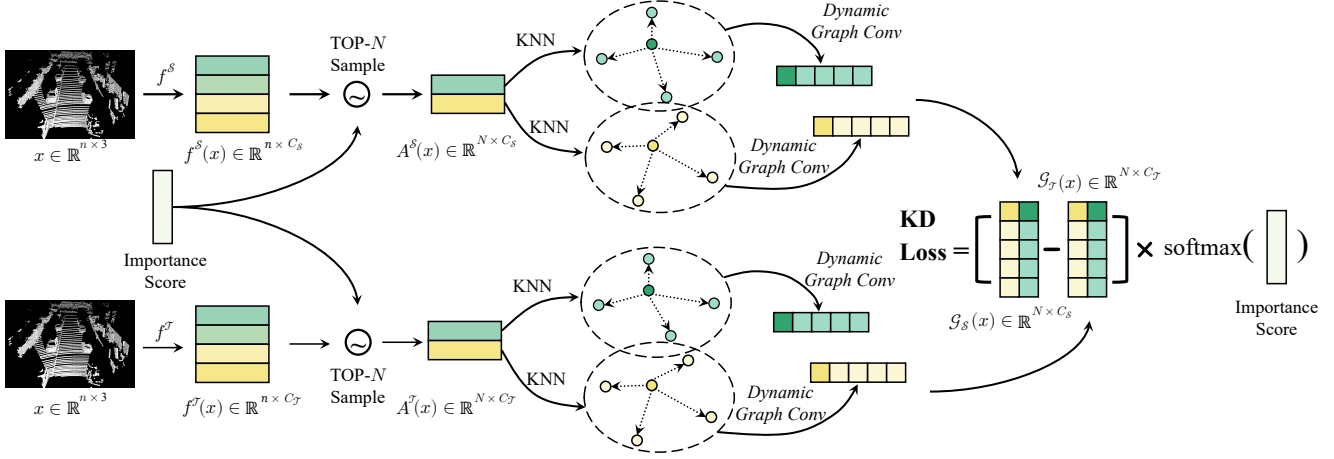 f^S
TOP-N
Sample
KNN
KNN
Dynamic
Graph Conv
Dynamic
Graph Conv
x ∈ ℝ^{n×3}
f^S(x) ∈ ℝ^{n×C_S}
A^S(x) ∈ ℝ^{N×C_S}
Importance
Score
𝒢_T(x) ∈ ℝ^{N×C_T}
KD
Loss = [ − ] × softmax( )
𝒢_S(x) ∈ ℝ^{N×C_S}
Importance
Score
f^T
TOP-N
Sample
KNN
KNN
Dynamic
Graph Conv
Dynamic
Graph Conv
x ∈ ℝ^{n×3}
f^T(x) ∈ ℝ^{n×C_T}
A^T(x) ∈ ℝ^{N×C_T}